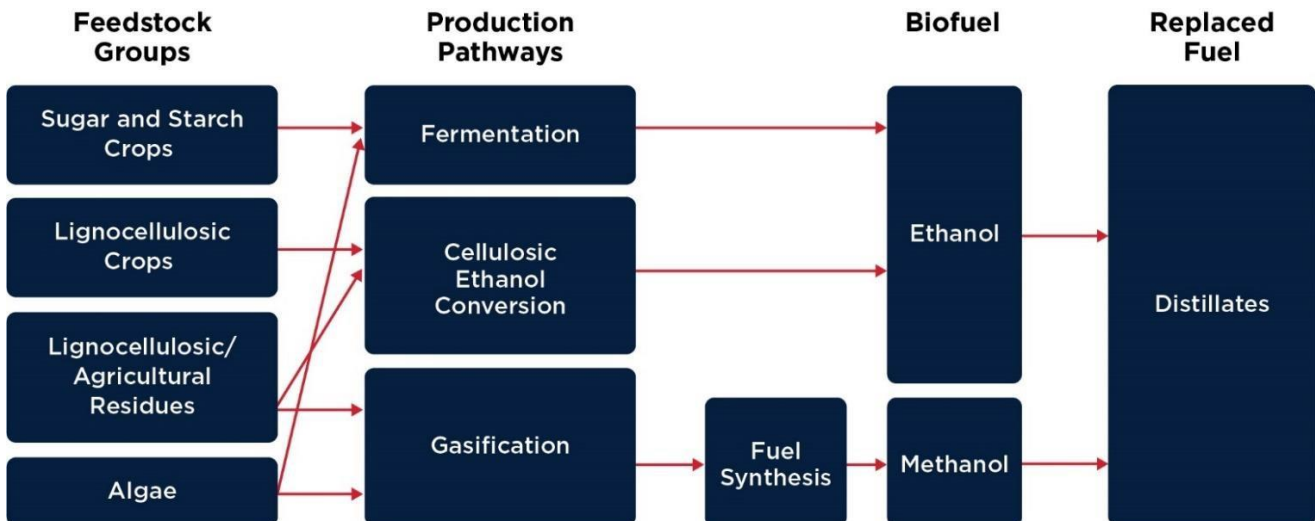 Feedstock
Groups
Production
Pathways
Biofuel
Replaced
Fuel
Sugar and Starch
Crops
Lignocellulosic
Crops
Lignocellulosic/
Agricultural
Residues
Algae
Fermentation
Cellulosic
Ethanol
Conversion
Gasification
Fuel
Synthesis
Ethanol
Methanol
Distillates